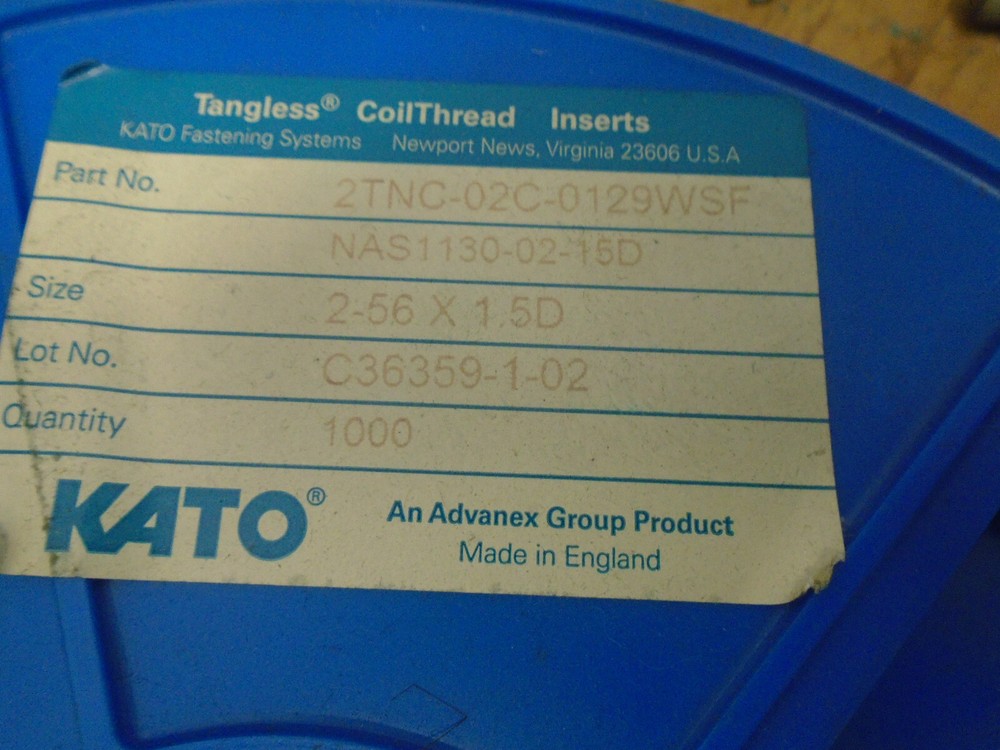 Tangless® CoilThread Inserts
KATO Fastening Systems Newport News, Virginia 23606 U.S.A
Part No. 2TNC-02C-0129WSF
NAS1130-02-15D
Size 2-56 X 1.5D
Lot No. C36359-1-02
Quantity 1000
KATO® An Advanex Group Product
Made in England